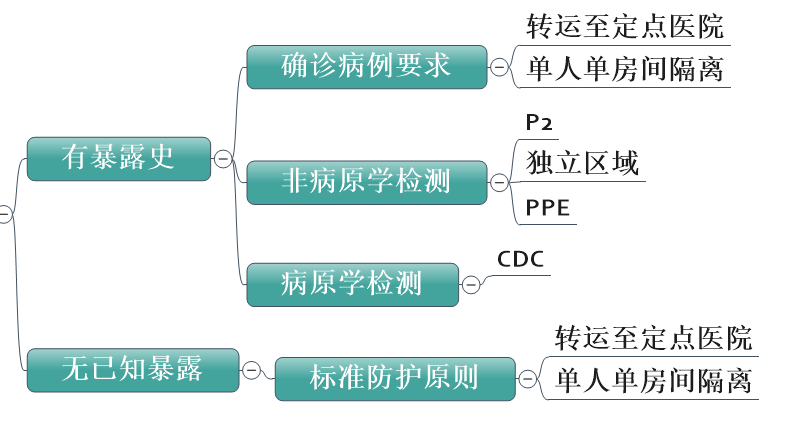 转运至定点医院
确诊病例要求
单人单房间隔离
P2
有暴露史
独立区域
非病原学检测
PPE
CDC
病原学检测
转运至定点医院
无已知暴露
标准防护原则
单人单房间隔离